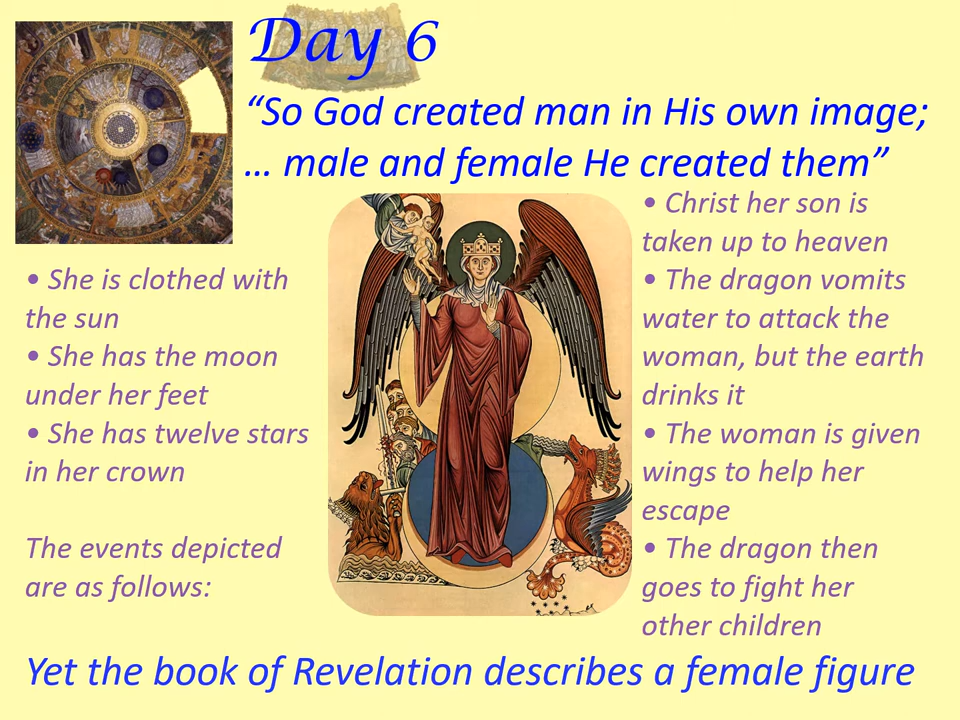 Day 6
“So God created man in His own image;
… male and female He created them”
• She is clothed with
the sun
• She has the moon
under her feet
• She has twelve stars
in her crown
The events depicted
are as follows:
• Christ her son is
taken up to heaven
• The dragon vomits
water to attack the
woman, but the earth
drinks it
• The woman is given
wings to help her
escape
• The dragon then
goes to fight her
other children
Yet the book of Revelation describes a female figure